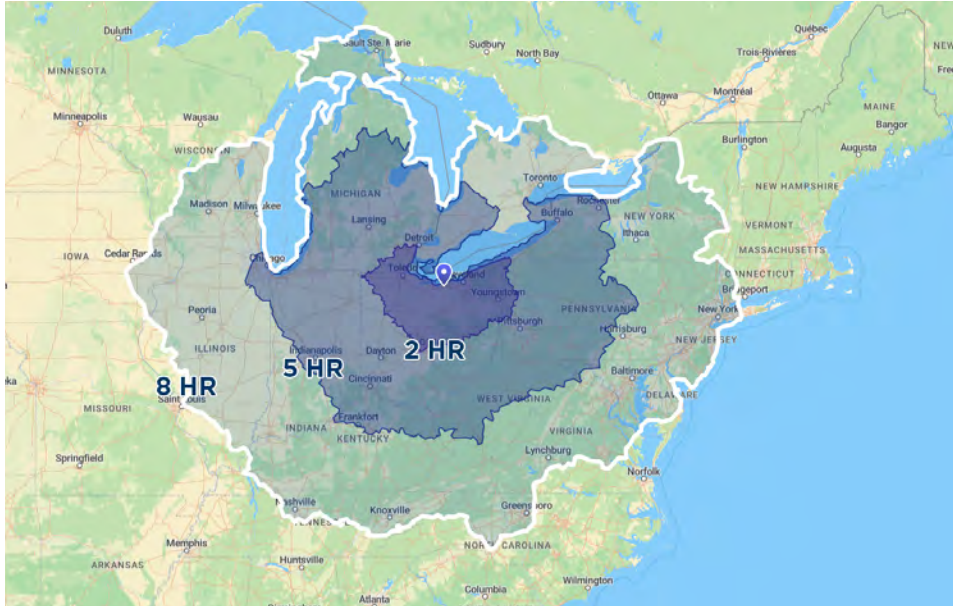 Québec
Duluth
Sault Ste. Marie
Sudbury
North Bay
Trois-Rivières
NEW
Fre
MINNESOTA
Ottawa
Montréal
MAINE
Minneapolis
Wausau
Bangor
Burlington
Augusta
WISCONSIN
Toronto
NEW HAMPSHIRE
MICHIGAN
Madison
Milwaukee
Rochester
Buffalo
NEW YORK
Lansing
VERMONT
Ithaca
Detroit
MASSACHUSETTS
IOWA
Cedar Rapids
Chicago
Toledo
CONNECTICUT
Bridgeport
Youngstown
PENNSYLVANIA
Peoria
New York
Pittsburgh
Harrisburg
NEW JERSEY
ILLINOIS
Indianapolis
Dayton
2 HR
5 HR
Baltimore
Cincinnati
8 HR
Saint Louis
WEST VIRGINIA
DELAWARE
MISSOURI
Frankfort
INDIANA
KENTUCKY
VIRGINIA
Lynchburg
Springfield
Norfolk
Nashville
Knoxville
Greensboro
TENNESSEE
Memphis
NORTH CAROLINA
Huntsville
ARKANSAS
Wilmington
Columbia
Atlanta